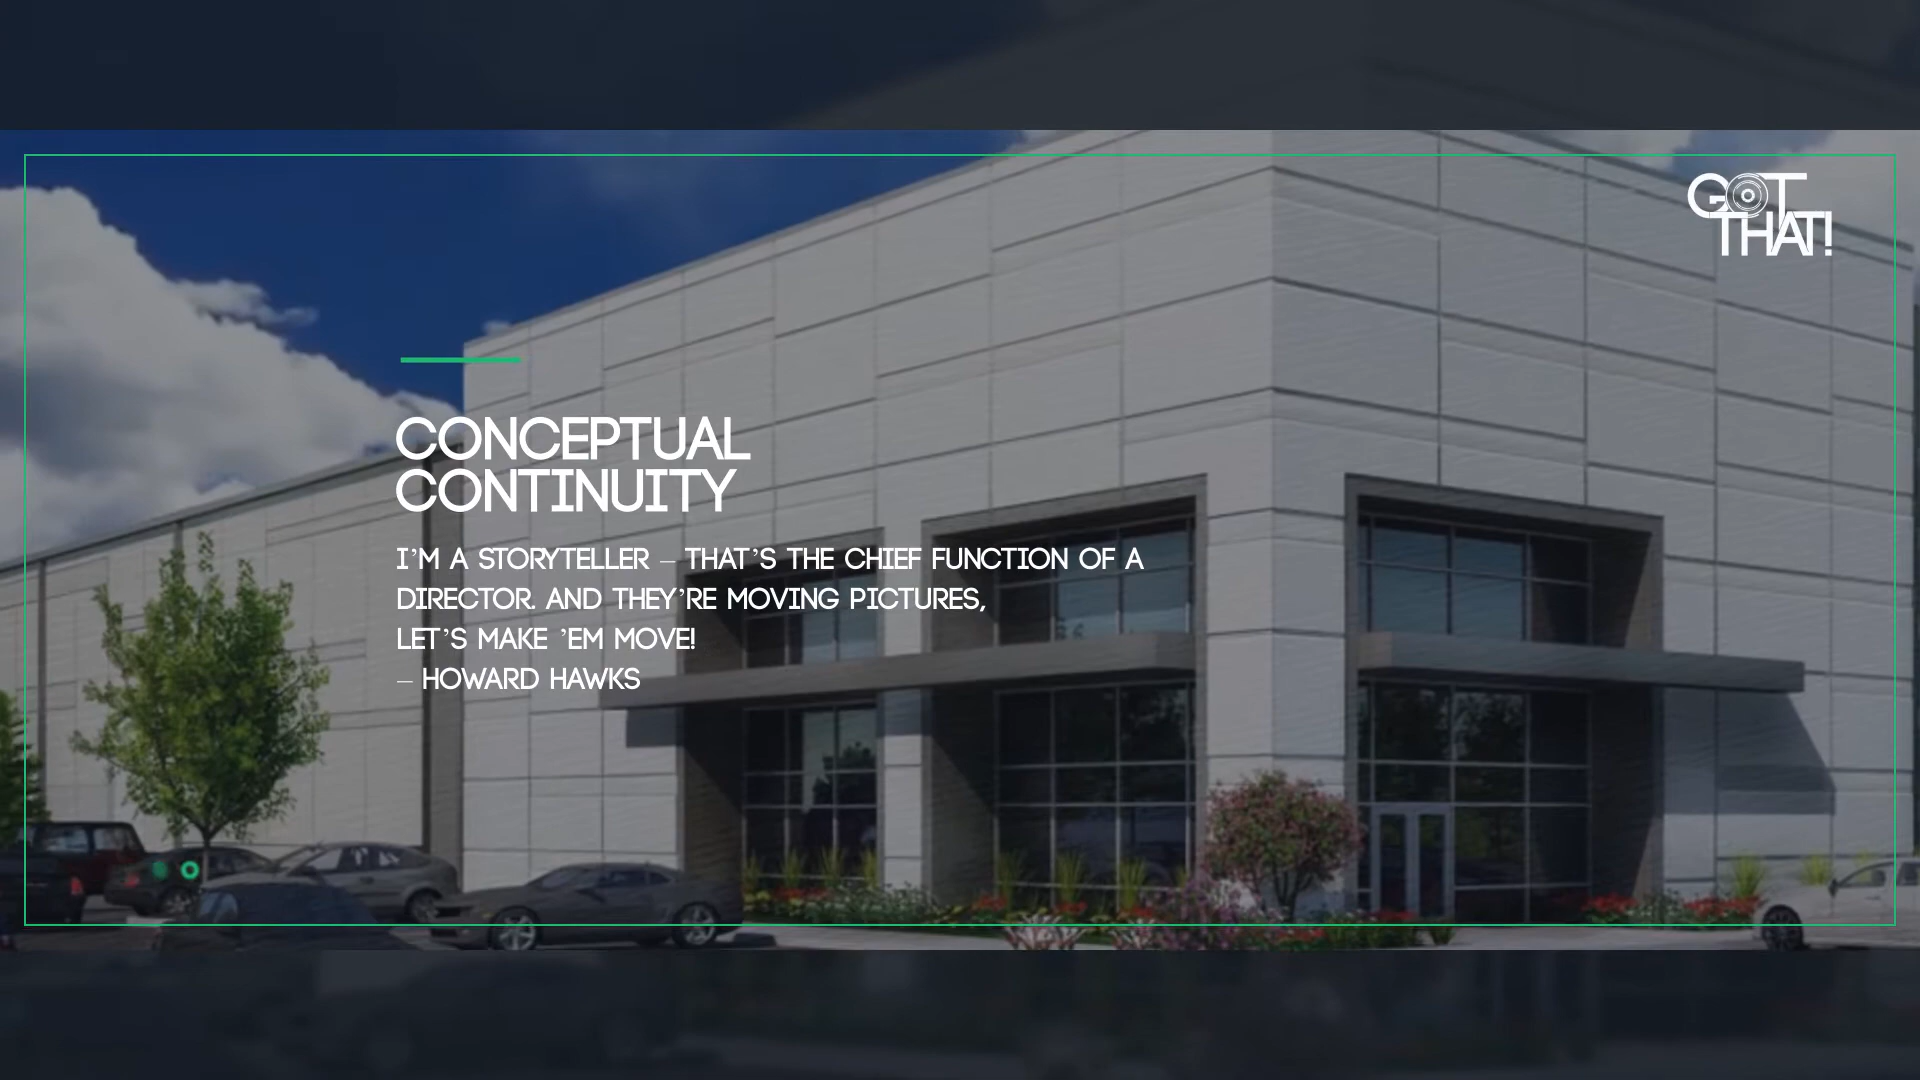 GOT
THAT!
CONCEPTUAL
CONTINUITY
I’M A STORYTELLER – THAT’S THE CHIEF FUNCTION OF A
DIRECTOR. AND THEY’RE MOVING PICTURES,
LET’S MAKE ’EM MOVE!
– HOWARD HAWKS